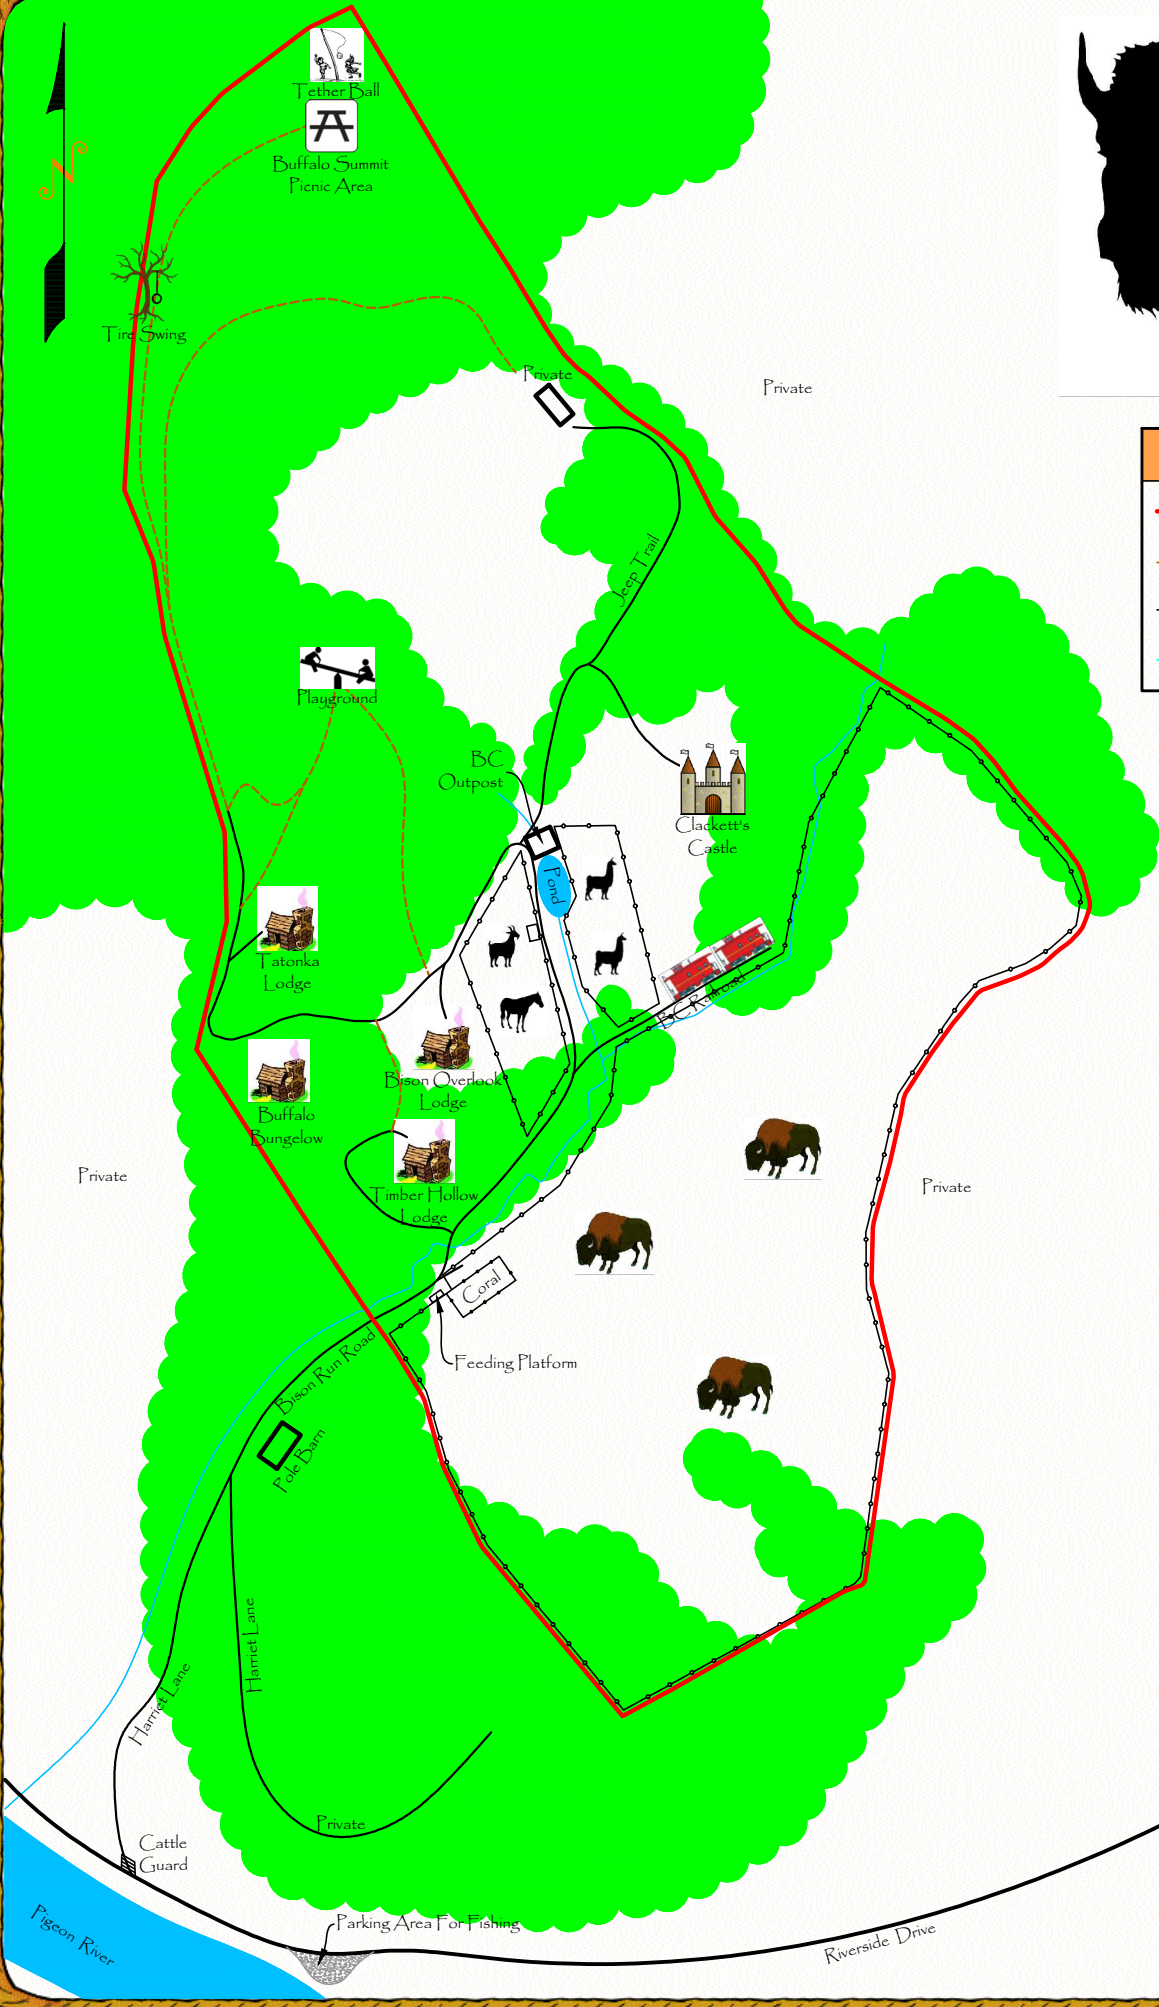 Tether Ball
Buffalo Summit
Picnic Area
N
Tire Swing
Private
Private
Jeep Trail
Playground
BC
Outpost
Clackett's
Castle
Pond
Tatonka
Lodge
BC Railroad
Bison Overlook
Lodge
Buffalo
Bungelow
Private
Timber Hollow
Lodge
Private
Coral
Feeding Platform
Bison Run Road
Pole Barn
Harriet Lane
Harriet Lane
Private
Cattle
Guard
Parking Area For Fishing
Pigeon River
Riverside Drive